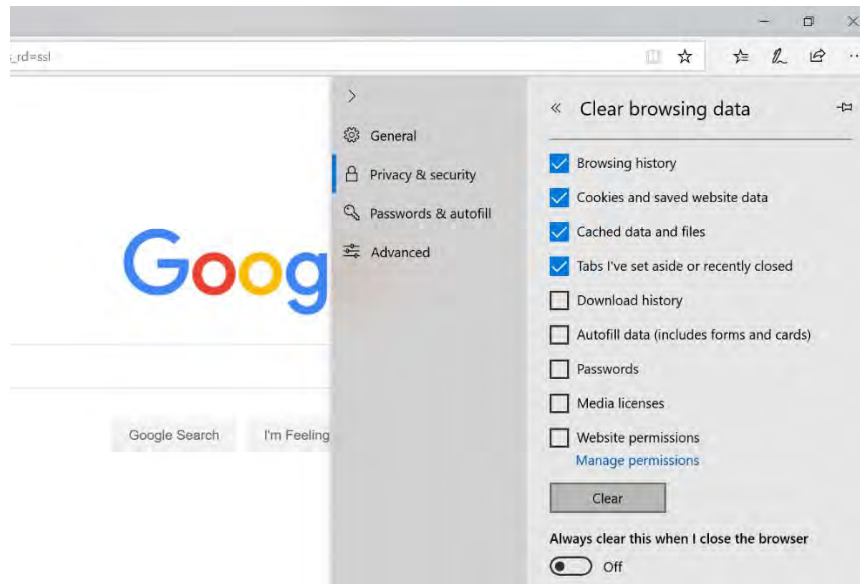 _rd=ssl
Goog
Google Search
I'm Feeling
General
Privacy & security
Passwords & autofill
Advanced
Clear browsing data
Browsing history
Cookies and saved website data
Cached data and files
Tabs I've set aside or recently closed
Download history
Autofill data (includes forms and cards)
Passwords
Media licenses
Website permissions
Manage permissions
Clear
Always clear this when I close the browser
Off